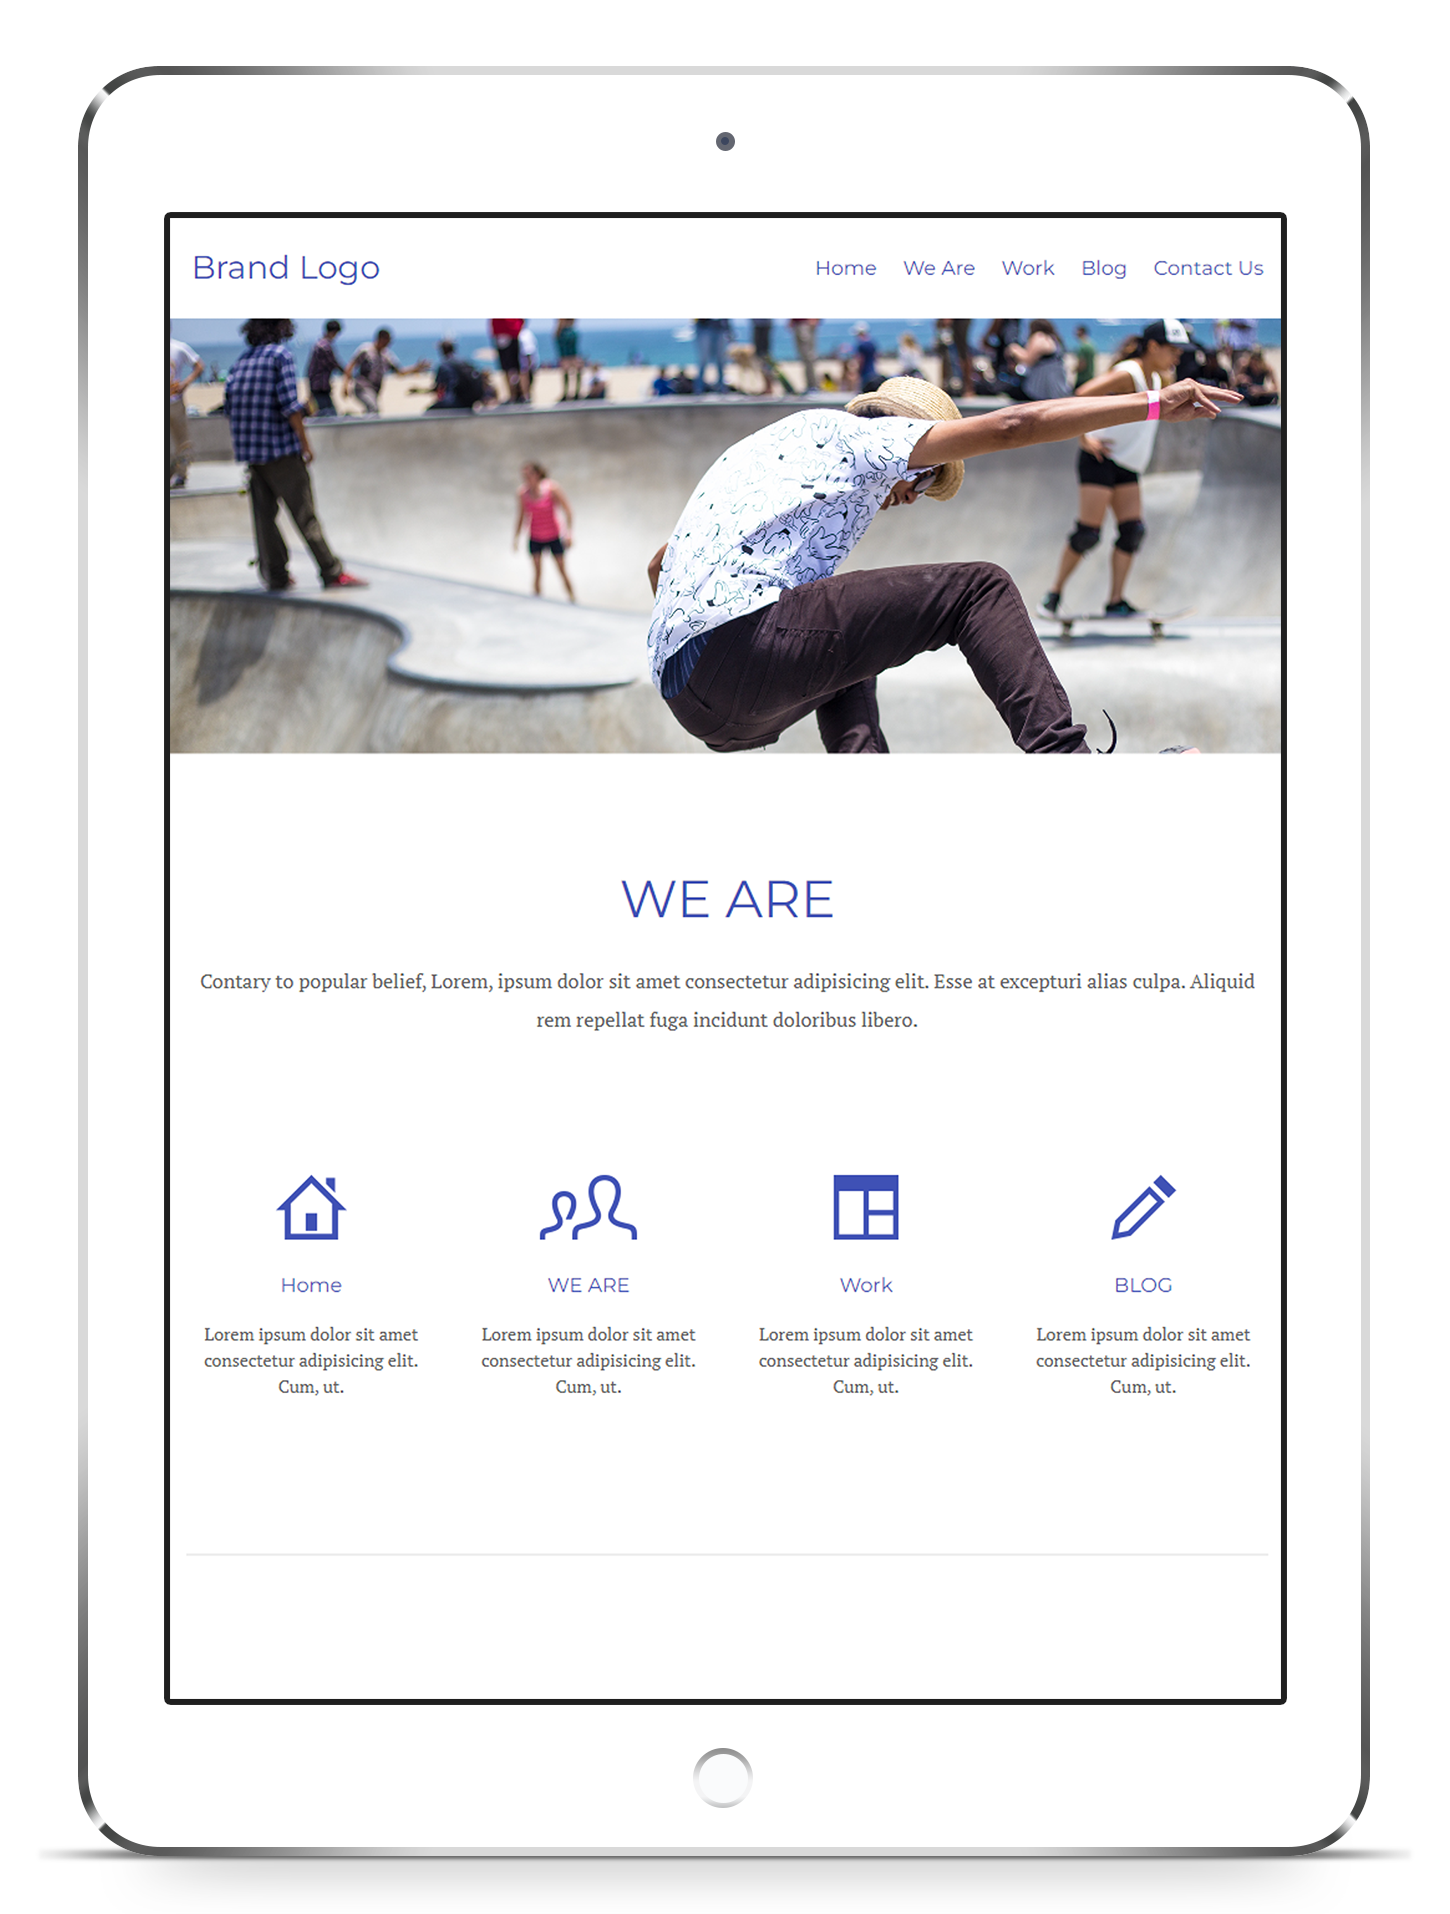 Brand Logo
Home We Are Work Blog Contact Us
WE ARE
Contary to popular belief, Lorem, ipsum dolor sit amet consectetur adipisicing elit. Esse at excepturi alias culpa. Aliquid
rem repellat fuga incidunt doloribus libero.
Home
Lorem ipsum dolor sit amet
consectetur adipisicing elit.
Cum, ut.
WE ARE
Lorem ipsum dolor sit amet
consectetur adipisicing elit.
Cum, ut.
Work
Lorem ipsum dolor sit amet
consectetur adipisicing elit.
Cum, ut.
BLOG
Lorem ipsum dolor sit amet
consectetur adipisicing elit.
Cum, ut.